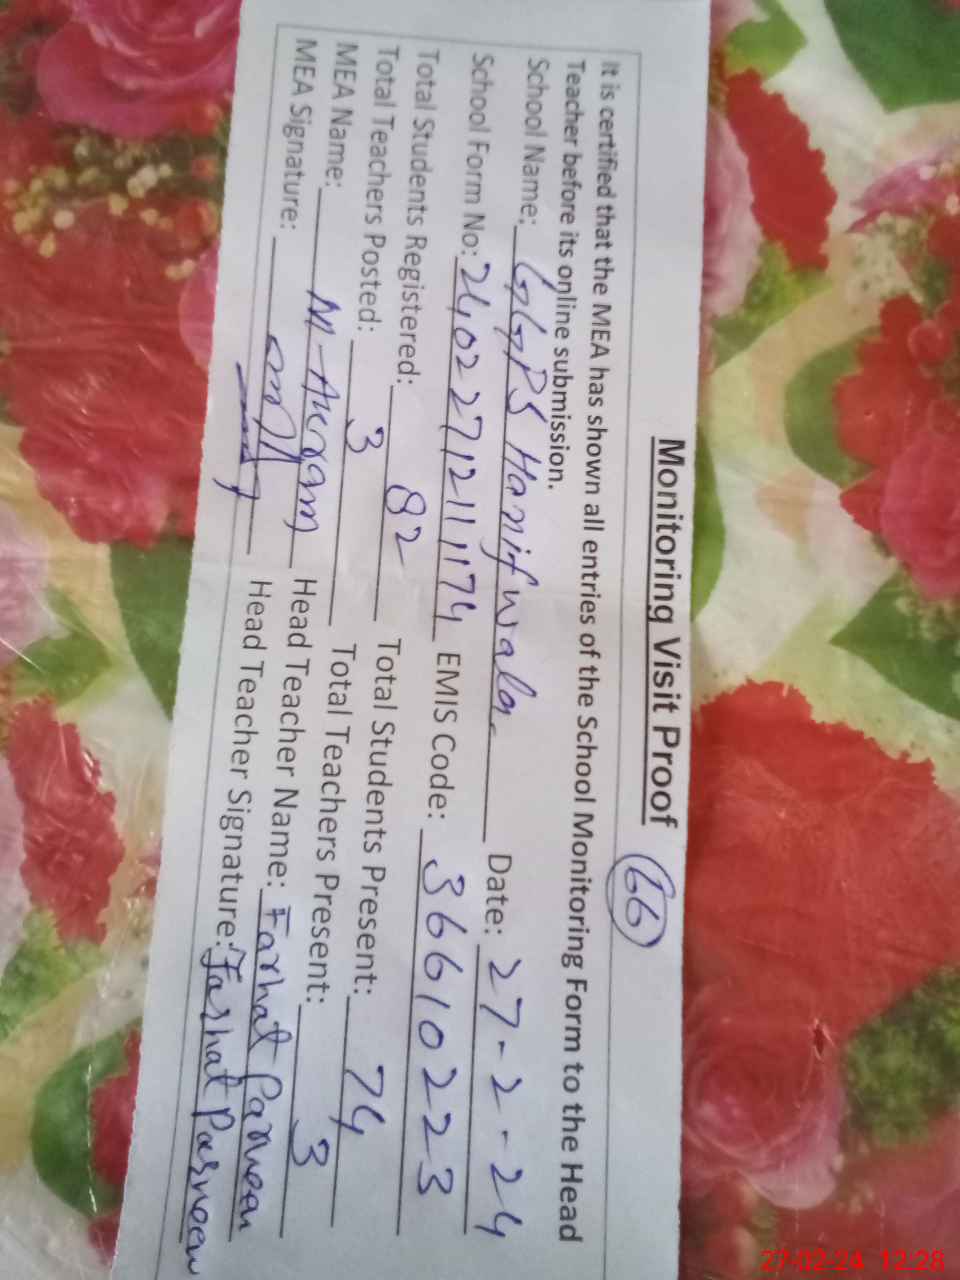 Monitoring Visit Proof 66
It is certified that the MEA has shown all entries of the School Monitoring Form to the Head
Teacher before its online submission.
School Name: GGPS Hanif wala Date: 27-2-24
School Form No: 2402271211174 EMIS Code: 36610223
Total Students Registered: 82 Total Students Present: 74
Total Teachers Posted: 3 Total Teachers Present: 3
MEA Name: M-Akram Head Teacher Name: Farhat Parveen
MEA Signature: Head Teacher Signature: Farhat Parveen
27-02-24 12:28